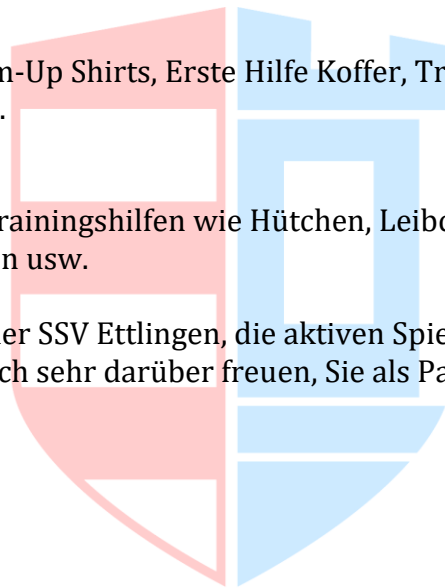 m-Up Shirts, Erste Hilfe Koffer, Tr
.
rainingshilfen wie Hütchen, Leibc
n usw.
er SSV Ettlingen, die aktiven Spie
ch sehr darüber freuen, Sie als Pa